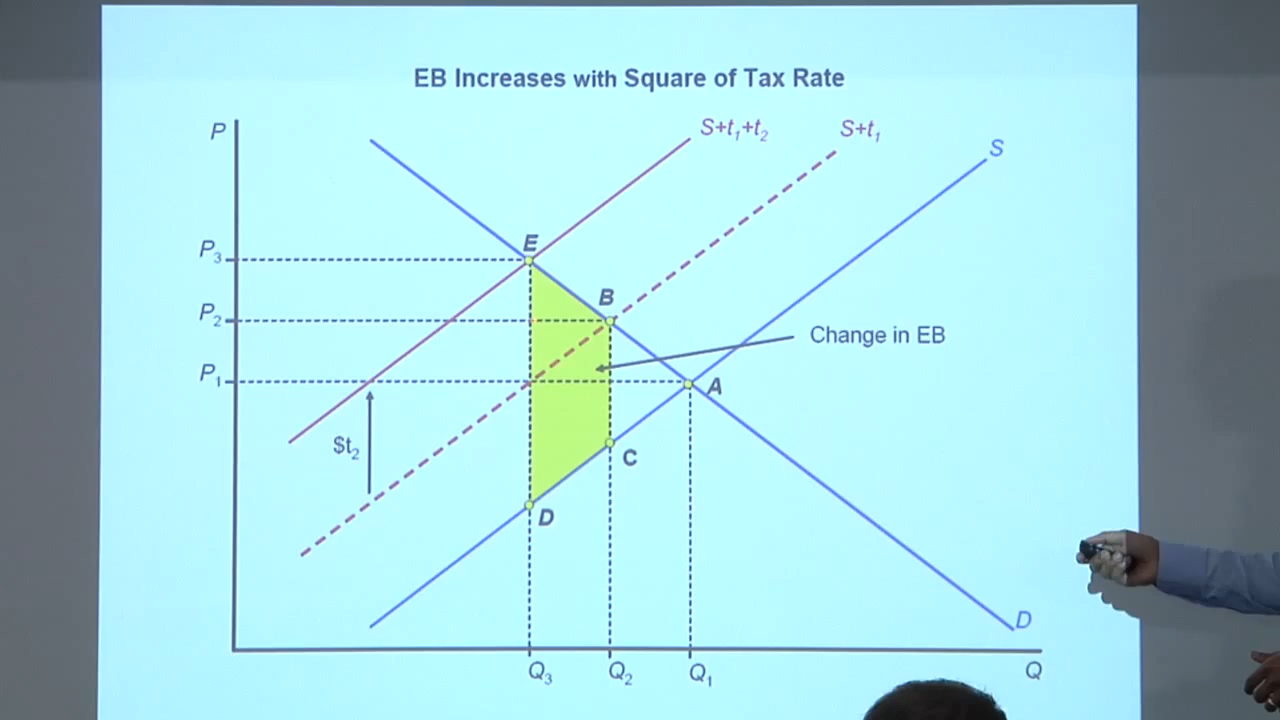 EB Increases with Square of Tax Rate
P
S+t₁+t₂
S+t₁
S
E
P₃
B
P₂
Change in EB
P₁
A
$t₂
C
D
D
Q₃
Q₂
Q₁
Q